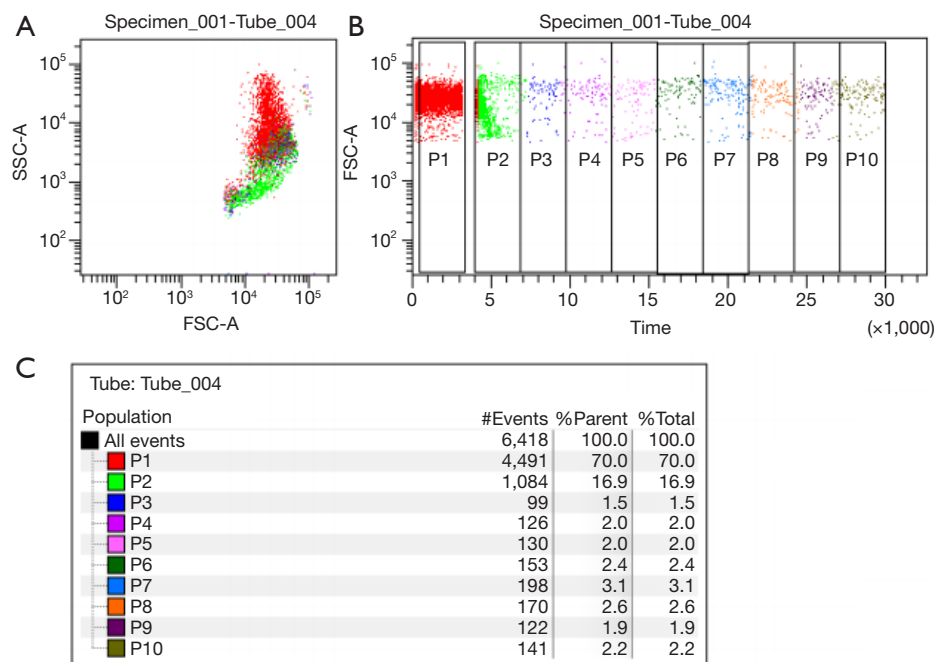 A
Specimen_001-Tube_004
SSC-A
10⁵
10⁴
10³
10²
10² 10³ 10⁴ 10⁵
FSC-A
B
Specimen_001-Tube_004
FSC-A
10⁵
10⁴
10³
10²
P1 P2 P3 P4 P5 P6 P7 P8 P9 P10
0 5 10 15 20 25 30
Time (×1,000)
C
Tube: Tube_004
Population #Events %Parent %Total
All events 6,418 100.0 100.0
P1 4,491 70.0 70.0
P2 1,084 16.9 16.9
P3 99 1.5 1.5
P4 126 2.0 2.0
P5 130 2.0 2.0
P6 153 2.4 2.4
P7 198 3.1 3.1
P8 170 2.6 2.6
P9 122 1.9 1.9
P10 141 2.2 2.2